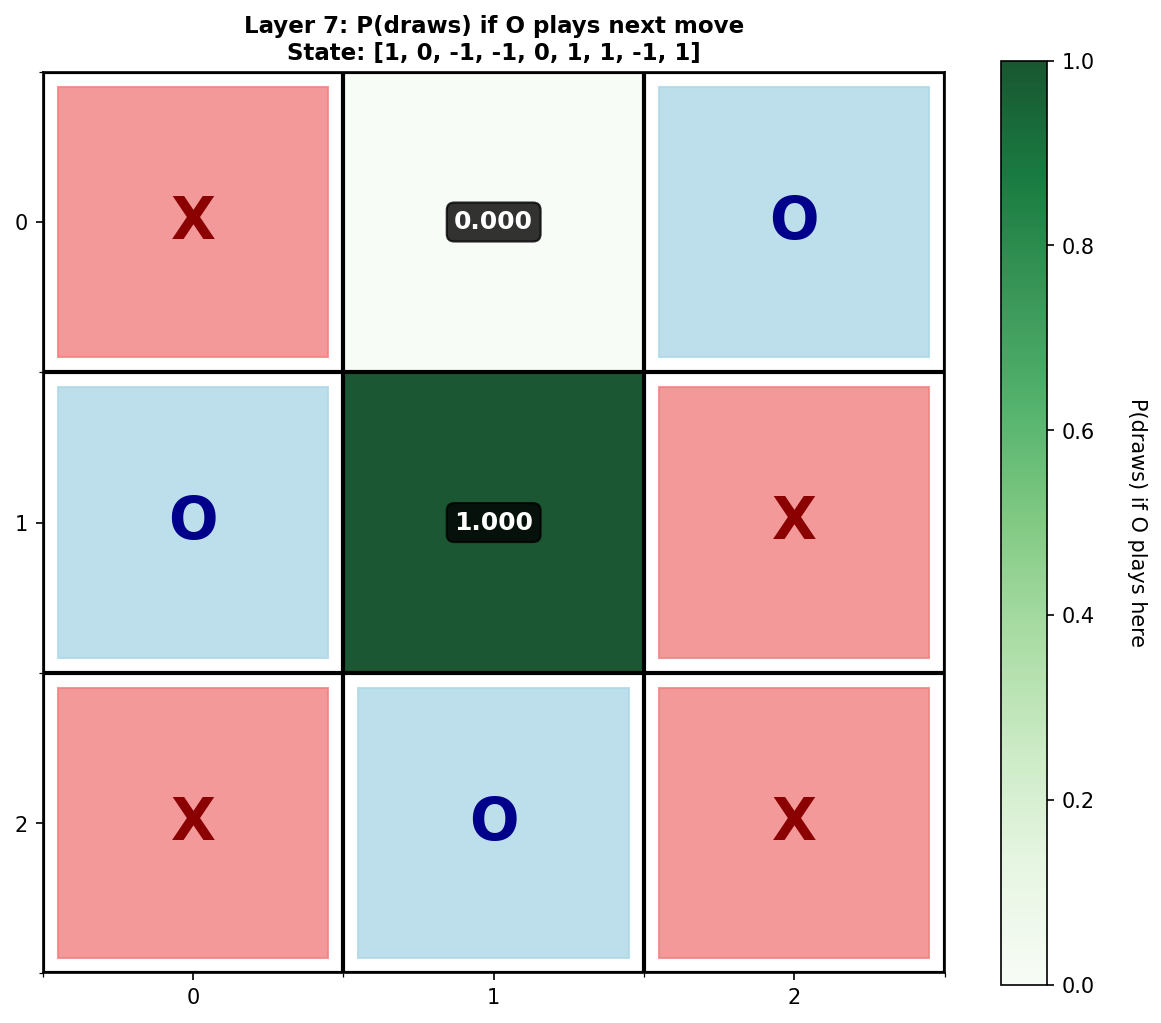 Layer 7: P(draws) if O plays next move
State: [1, 0, -1, -1, 0, 1, 1, -1, 1]
0
X
0.000
O
1
O
1.000
X
2
X
O
X
0
1
2
1.0
0.8
0.6
0.4
0.2
0.0
P(draws) if O plays here